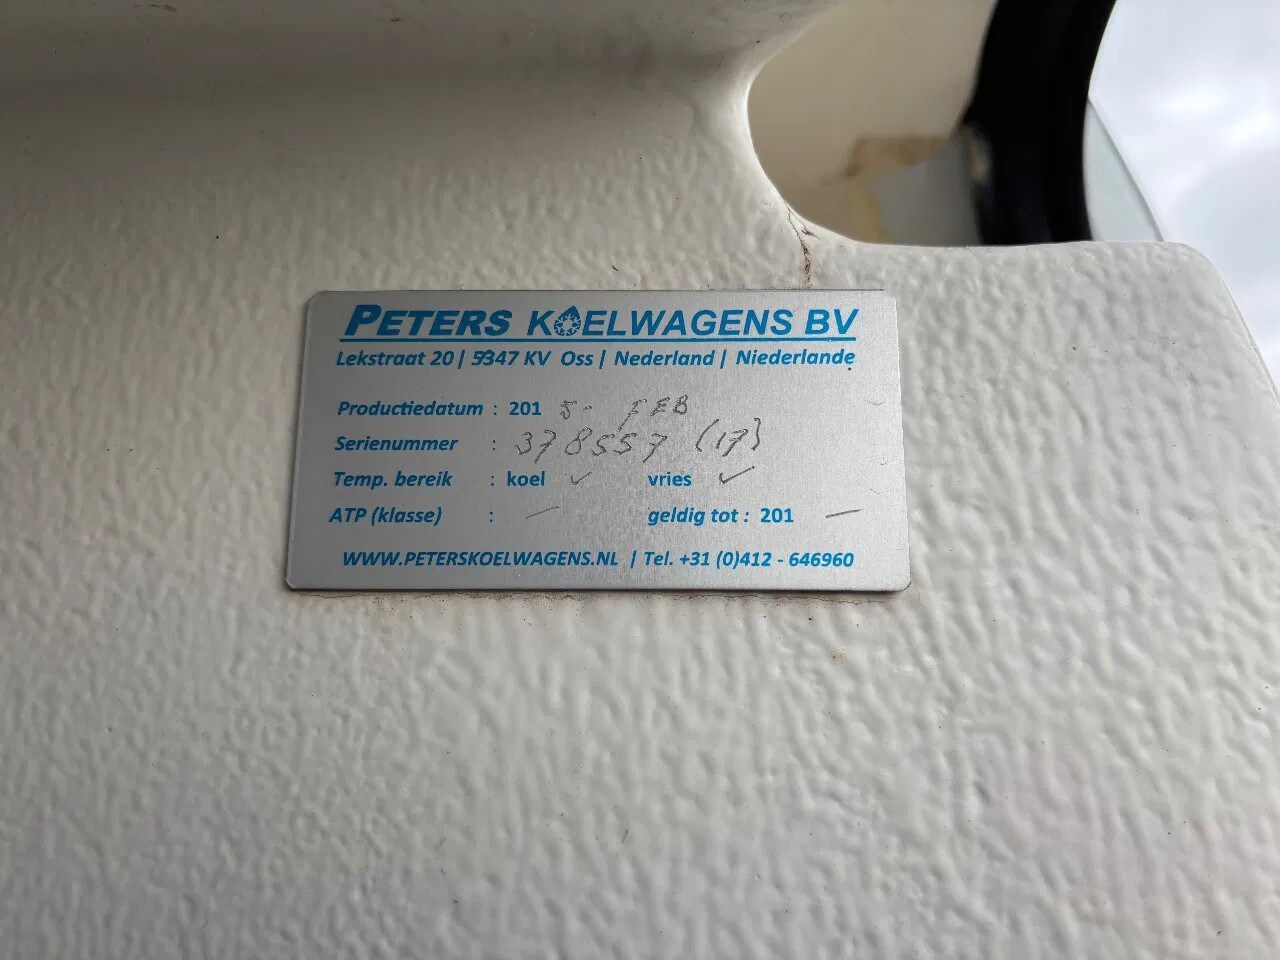 PETERS KOELWAGENS BV
Lekstraat 20 | 5347 KV Oss | Nederland | Niederlande
Productiedatum : 2015- FEB
Serienummer : 378557 (17)
Temp. bereik : koel ✓ vries ✓
ATP (klasse) : — geldig tot : 201 —
WWW.PETERSKOELWAGENS.NL | Tel. +31 (0)412 - 646960